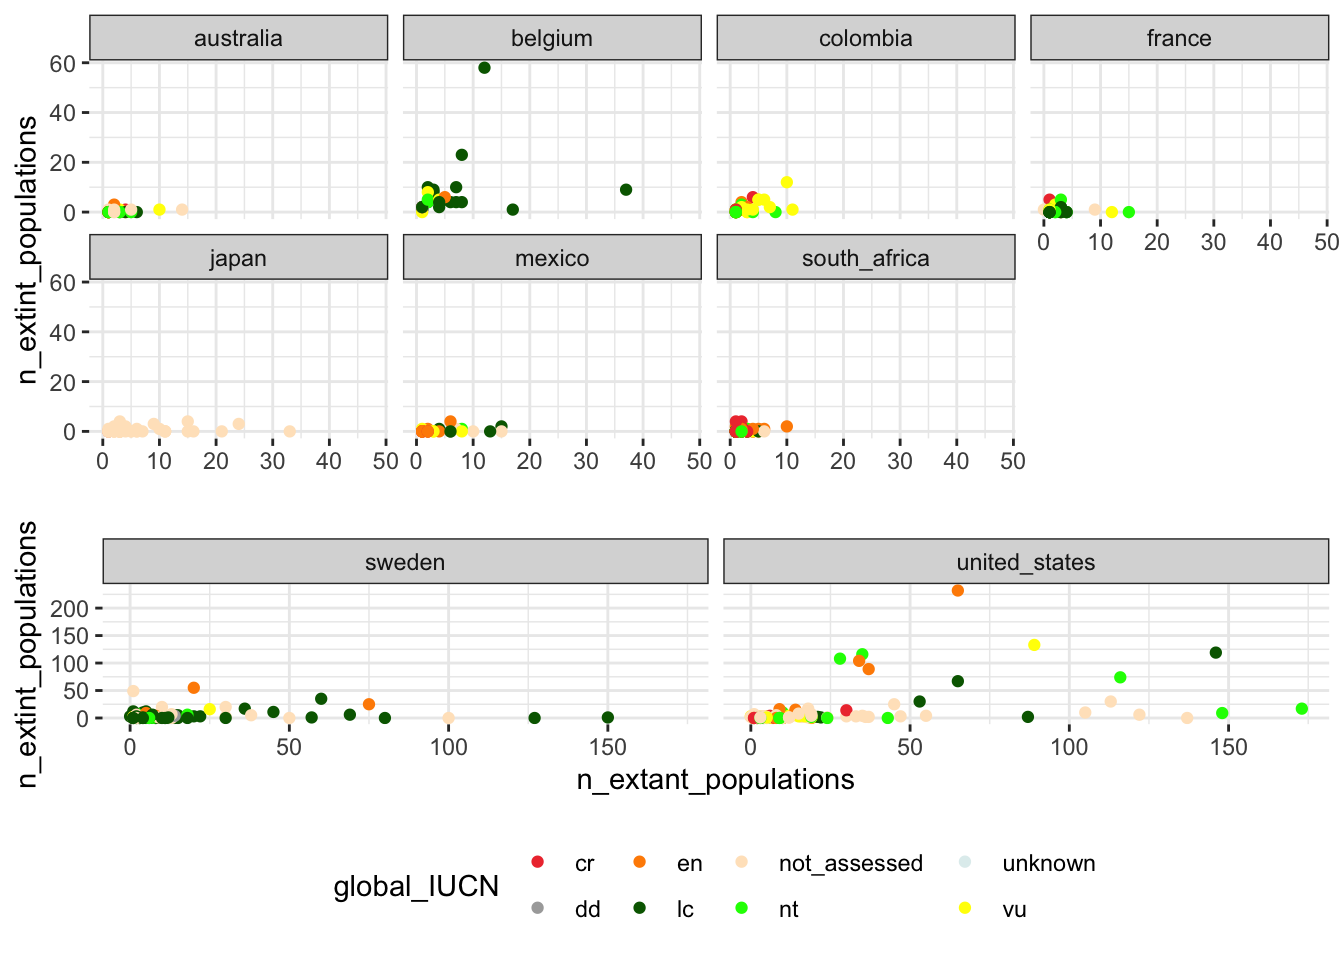 australia belgium colombia france
60
40
20
0
n_extint_populations
0 10 20 30 40 50
japan mexico south_africa
60
40
20
0
0 10 20 30 40 50 0 10 20 30 40 50 0 10 20 30 40 50
sweden united_states
n_extint_populations
200
150
100
50
0
0 50 100 150 0 50 100 150
n_extant_populations
global_IUCN
cr en not_assessed unknown
dd lc nt vu